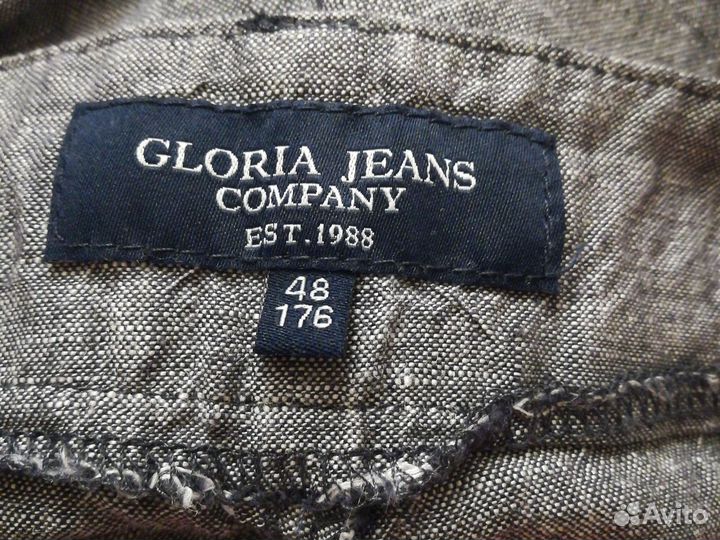 GLORIA JEANS
COMPANY
EST.1988
48
176
Avito